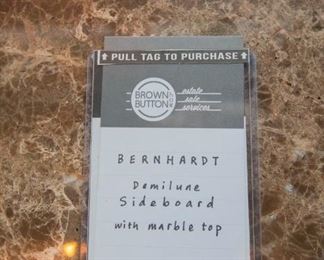 PULL TAG TO PURCHASE
BROWN
BUTTON
estate
sale
services
BERNHARDT
Demilune
Sideboard
with marble top